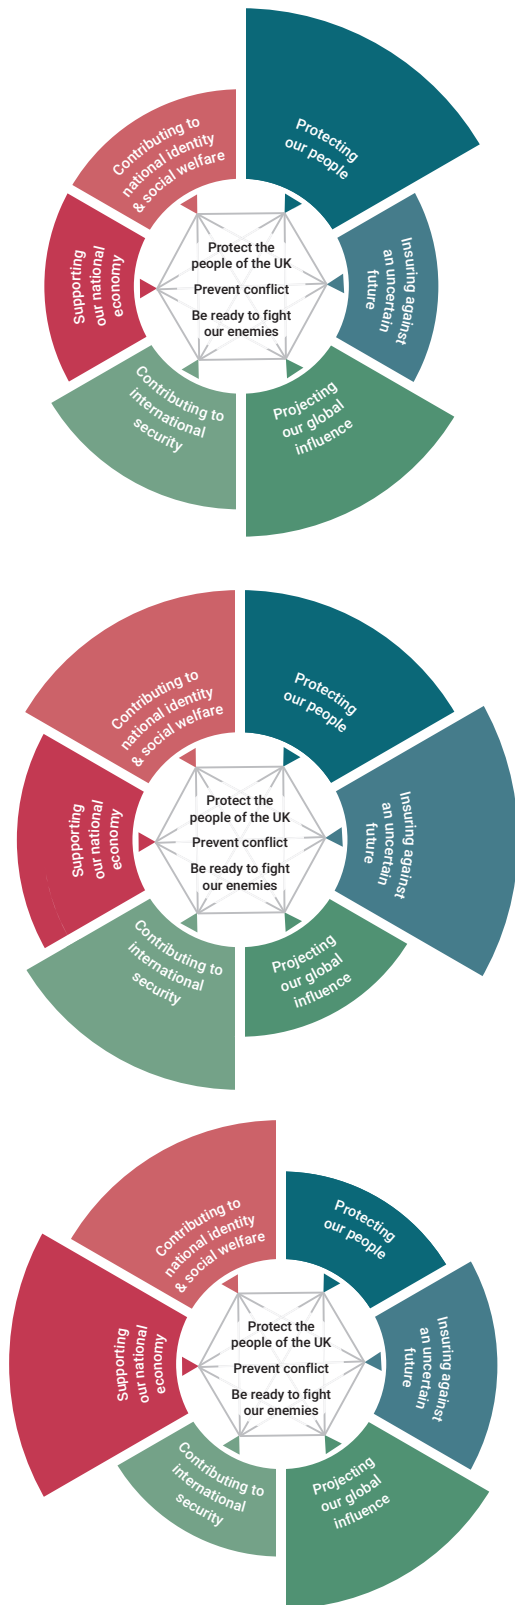 Contributing to
national identity
& social welfare
Protecting
our people
Supporting
our national
economy
Protect the
people of the UK
Prevent conflict
Be ready to fight
our enemies
Insuring against
an uncertain
future
Contributing to
international
security
Projecting
our global
influence
Contributing to
national identity
& social welfare
Protecting
our people
Supporting
our national
economy
Protect the
people of the UK
Prevent conflict
Be ready to fight
our enemies
Insuring against
an uncertain
future
Contributing to
international
security
Projecting
our global
influence
Contributing to
national identity
& social welfare
Protecting
our people
Supporting
our national
economy
Protect the
people of the UK
Prevent conflict
Be ready to fight
our enemies
Insuring against
an uncertain
future
Contributing to
international
security
Projecting
our global
influence